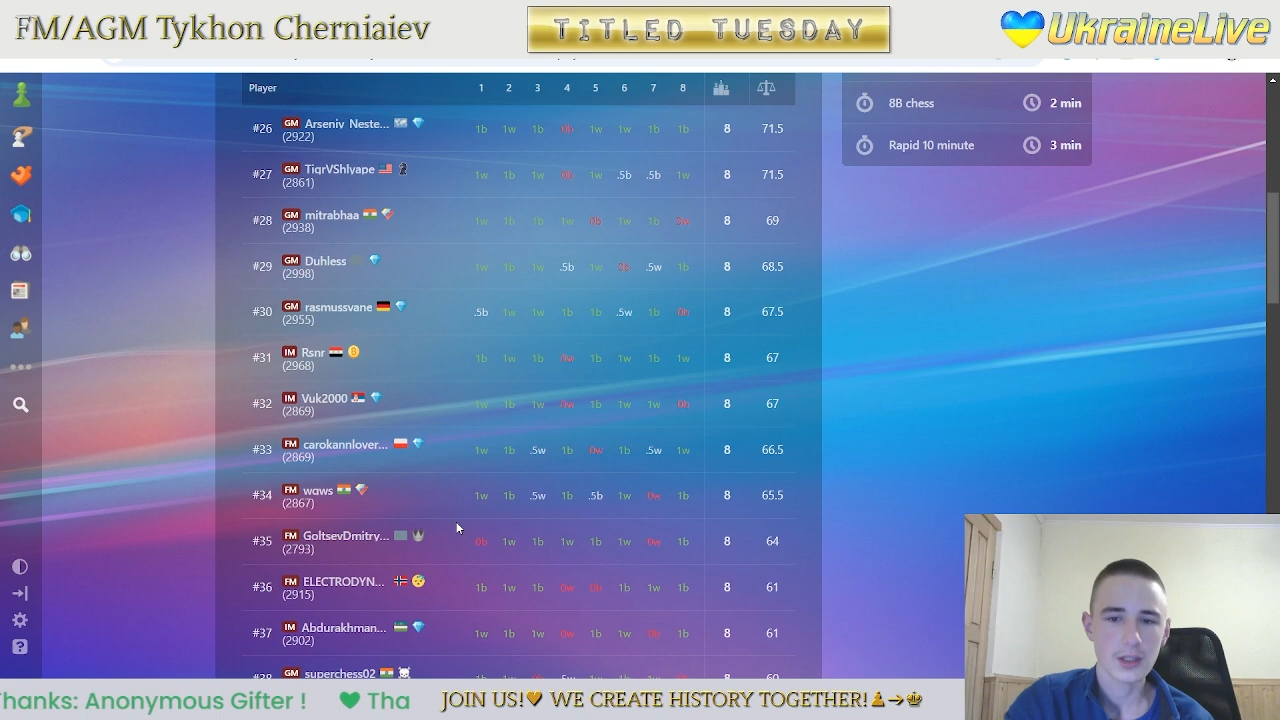 FM/AGM Tykhon Cherniaiev
TITLED TUESDAY
UkraineLive
Player 1 2 3 4 5 6 7 8
8B chess 2 min
Rapid 10 minute 3 min
#26 GM Arseniy_Neste... (2922) 1b 1w 1b 0b 1w 1w 1b 1b 8 71.5
#27 GM TigrVShlyape (2861) 1w 1b 1w 0b 1w .5b .5b 1w 8 71.5
#28 GM mitrabhaa (2938) 1w 1b 1b 1w 0b 1w 1b 0w 8 69
#29 GM Duhless (2998) 1w 1b 1w .5b 1w 0b .5w 1b 8 68.5
#30 GM rasmussvane (2955) .5b 1w 1w 1b 1b .5w 1b 0b 8 67.5
#31 IM Rsnr (2968) 1b 1w 1b 0w 1b 1w 1b 1w 8 67
#32 IM Vuk2000 (2869) 1w 1b 1w 0w 1b 1w 1w 0b 8 67
#33 FM carokannlover... (2869) 1w 1b .5w 1b 0w 1b .5w 1w 8 66.5
#34 FM wqws (2867) 1w 1b .5w 1b .5b 1w 0w 1b 8 65.5
#35 FM GoltsevDmitry... (2793) 0b 1w 1b 1w 1b 1w 0w 1b 8 64
#36 FM ELECTRODYN... (2915) 1b 1w 1b 0w 0b 1b 1w 1b 8 61
#37 IM Abdurakhman... (2902) 1w 1b 1w 0w 1b 1w 0b 1b 8 61
superchess02
Thanks: Anonymous Gifter ! Tha
JOIN US! WE CREATE HISTORY TOGETHER!